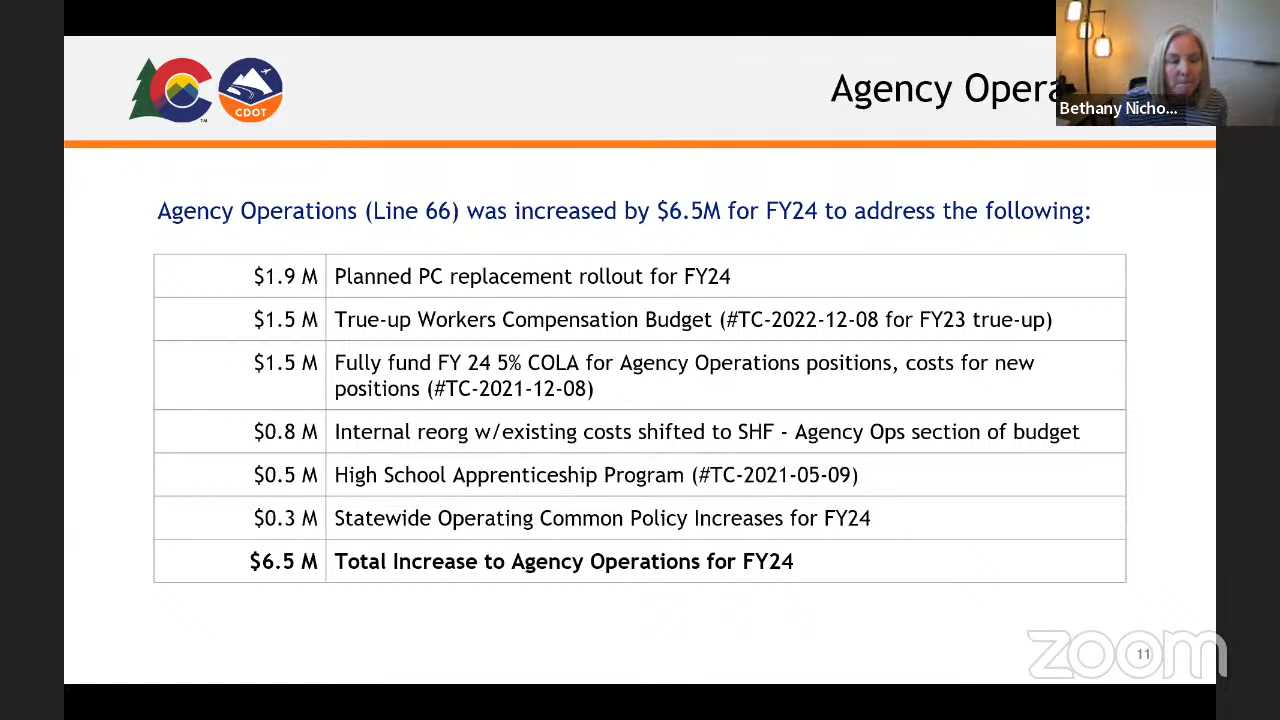 CDOT
TM
Agency Opera
Bethany Nicho...
Agency Operations (Line 66) was increased by $6.5M for FY24 to address the following:
$1.9 M Planned PC replacement rollout for FY24
$1.5 M True-up Workers Compensation Budget (#TC-2022-12-08 for FY23 true-up)
$1.5 M Fully fund FY 24 5% COLA for Agency Operations positions, costs for new
positions (#TC-2021-12-08)
$0.8 M Internal reorg w/existing costs shifted to SHF - Agency Ops section of budget
$0.5 M High School Apprenticeship Program (#TC-2021-05-09)
$0.3 M Statewide Operating Common Policy Increases for FY24
$6.5 M Total Increase to Agency Operations for FY24
zoom
11